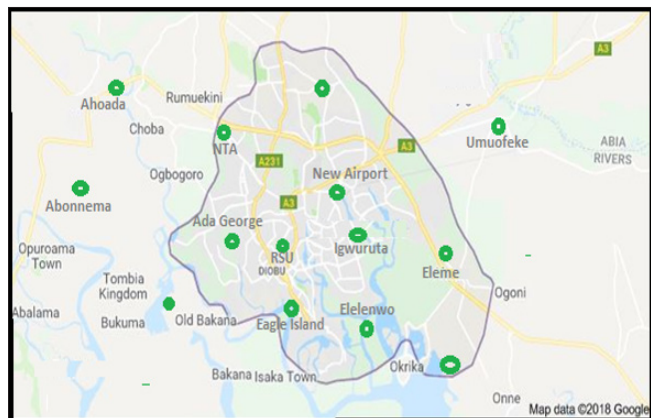 Rumuekini
Ahoada
Choba
NTA
A3
A3
Umuofeke
ABIA
RIVERS
A231
Ogbogoro
New Airport
Abonnema
A3
Ada George
Opuroama
Town
RSU
DIOBU
Igwuruta
Eleme
Tombia
Kingdom
Ogoni
Abalama
Bukuma
Old Bakana
Eagle Island
Elelenwo
Bakana
Isaka Town
Okrika
Onne
Map data ©2018 Google